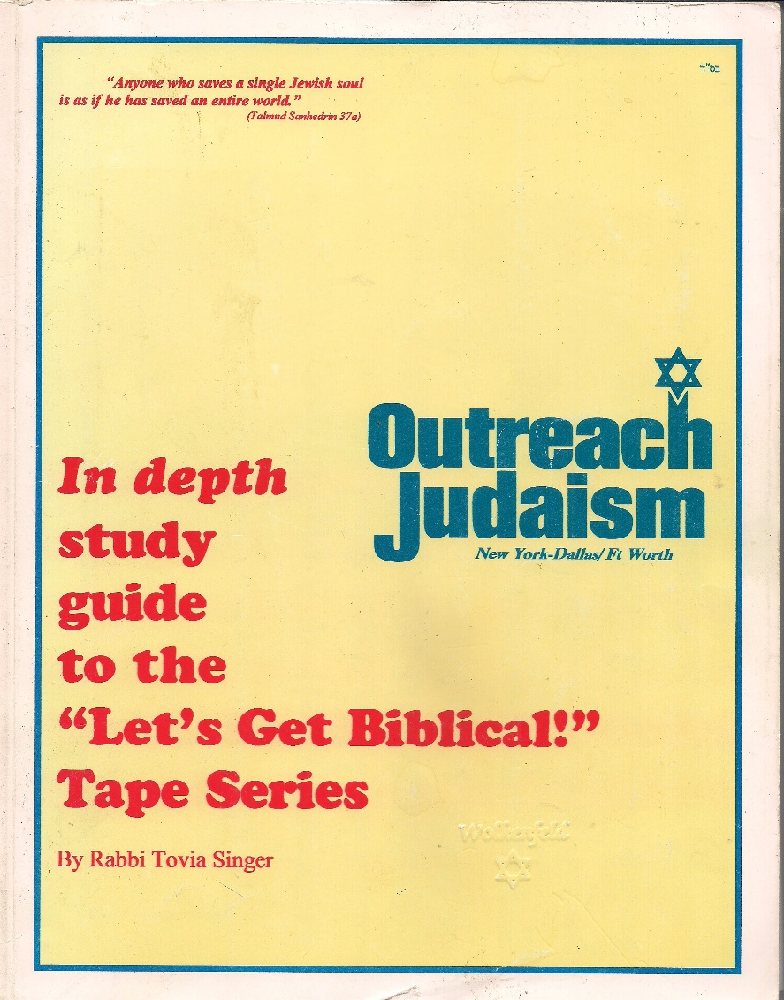 בס"ד
“Anyone who saves a single Jewish soul
is as if he has saved an entire world.”
(Talmud Sanhedrin 37a)
Outreach
Judaism
New York-Dallas/Ft Worth
In depth
study
guide
to the
“Let’s Get Biblical!”
Tape Series
By Rabbi Tovia Singer
Wolkenfeld